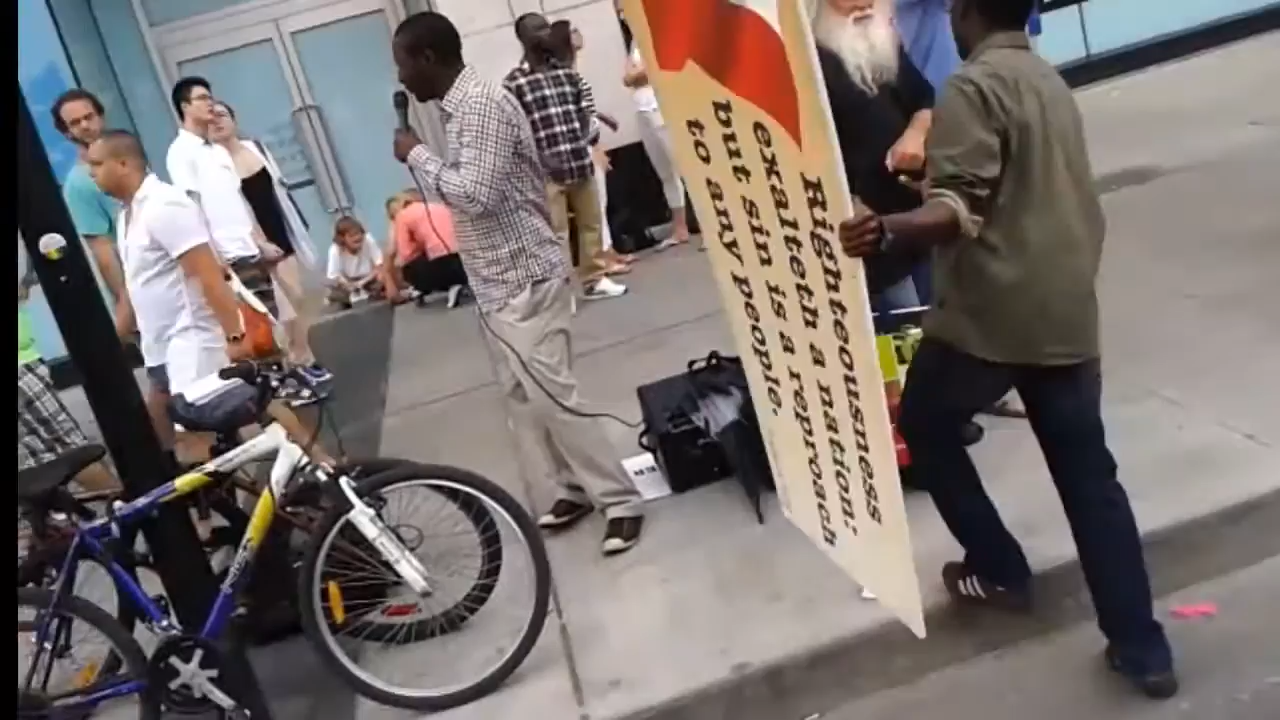 Righteousness
exalteth a nation:
but sin is a reproach
to any people.